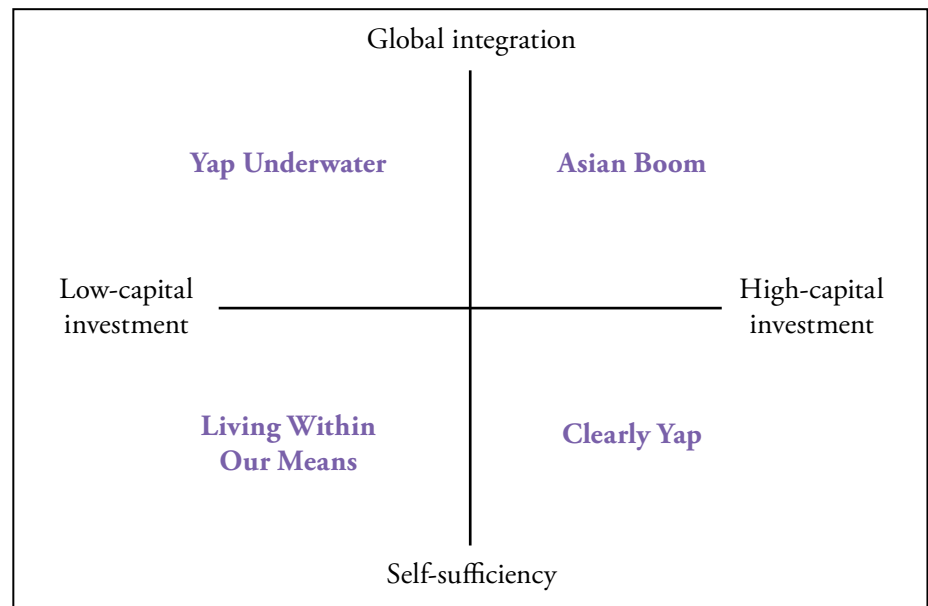 Global integration
Yap Underwater
Asian Boom
Low-capital
investment
High-capital
investment
Living Within
Our Means
Clearly Yap
Self-sufficiency